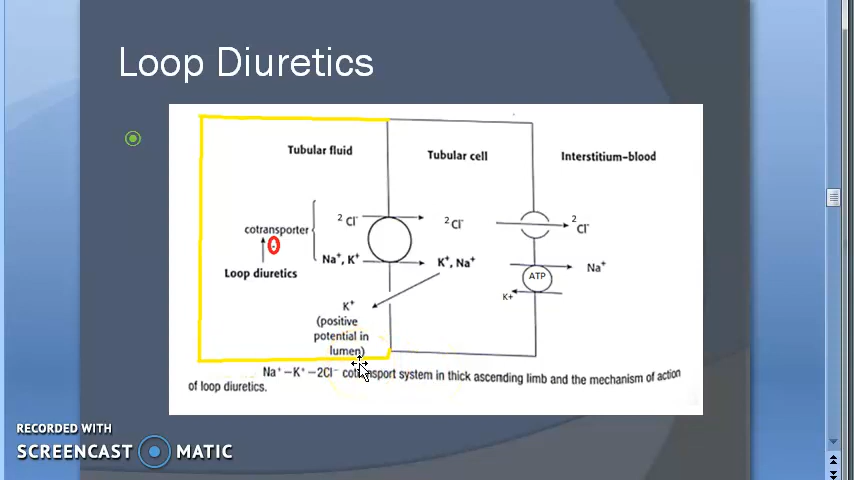 Loop Diuretics
Tubular fluid
Tubular cell
Interstitium-blood
2 Cl-
2 Cl-
2 Cl-
cotransporter
Na+, K+
K+, Na+
ATP
Na+
K+
Loop diuretics
K+
(positive
potential in
lumen)
Na+-K+-2Cl- cotransport system in thick ascending limb and the mechanism of action
of loop diuretics.
RECORDED WITH
SCREENCAST MATIC